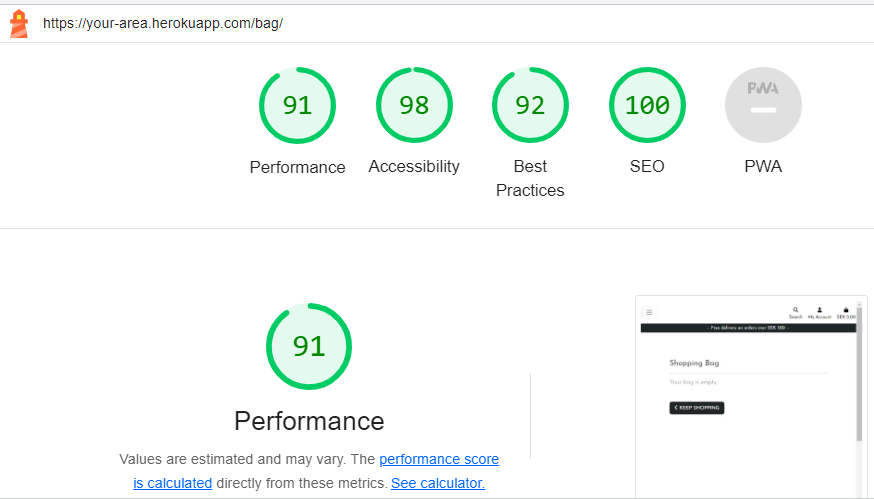 https://your-area.herokuapp.com/bag/
91
98
92
100
PWA
Performance
Accessibility
Best
Practices
SEO
PWA
91
Performance
Values are estimated and may vary. The performance score
is calculated directly from these metrics. See calculator.
Search
My Account
SEK 0.00
- Free delivery on orders over SEK 500 -
Shopping Bag
Your bag is empty
KEEP SHOPPING